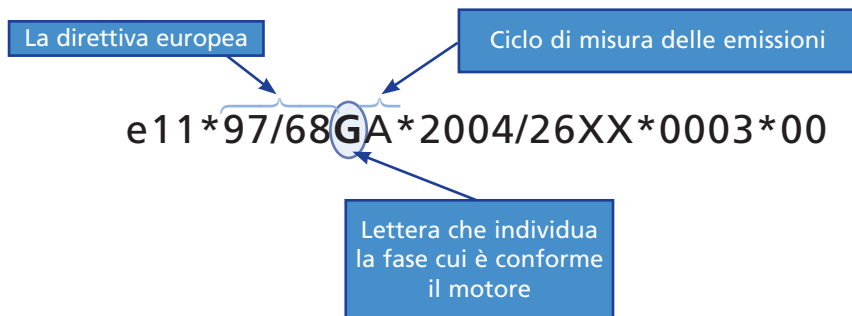 La direttiva europea
Ciclo di misura delle emissioni
e11*97/68GA*2004/26XX*0003*00
Lettera che individua
la fase cui è conforme
il motore